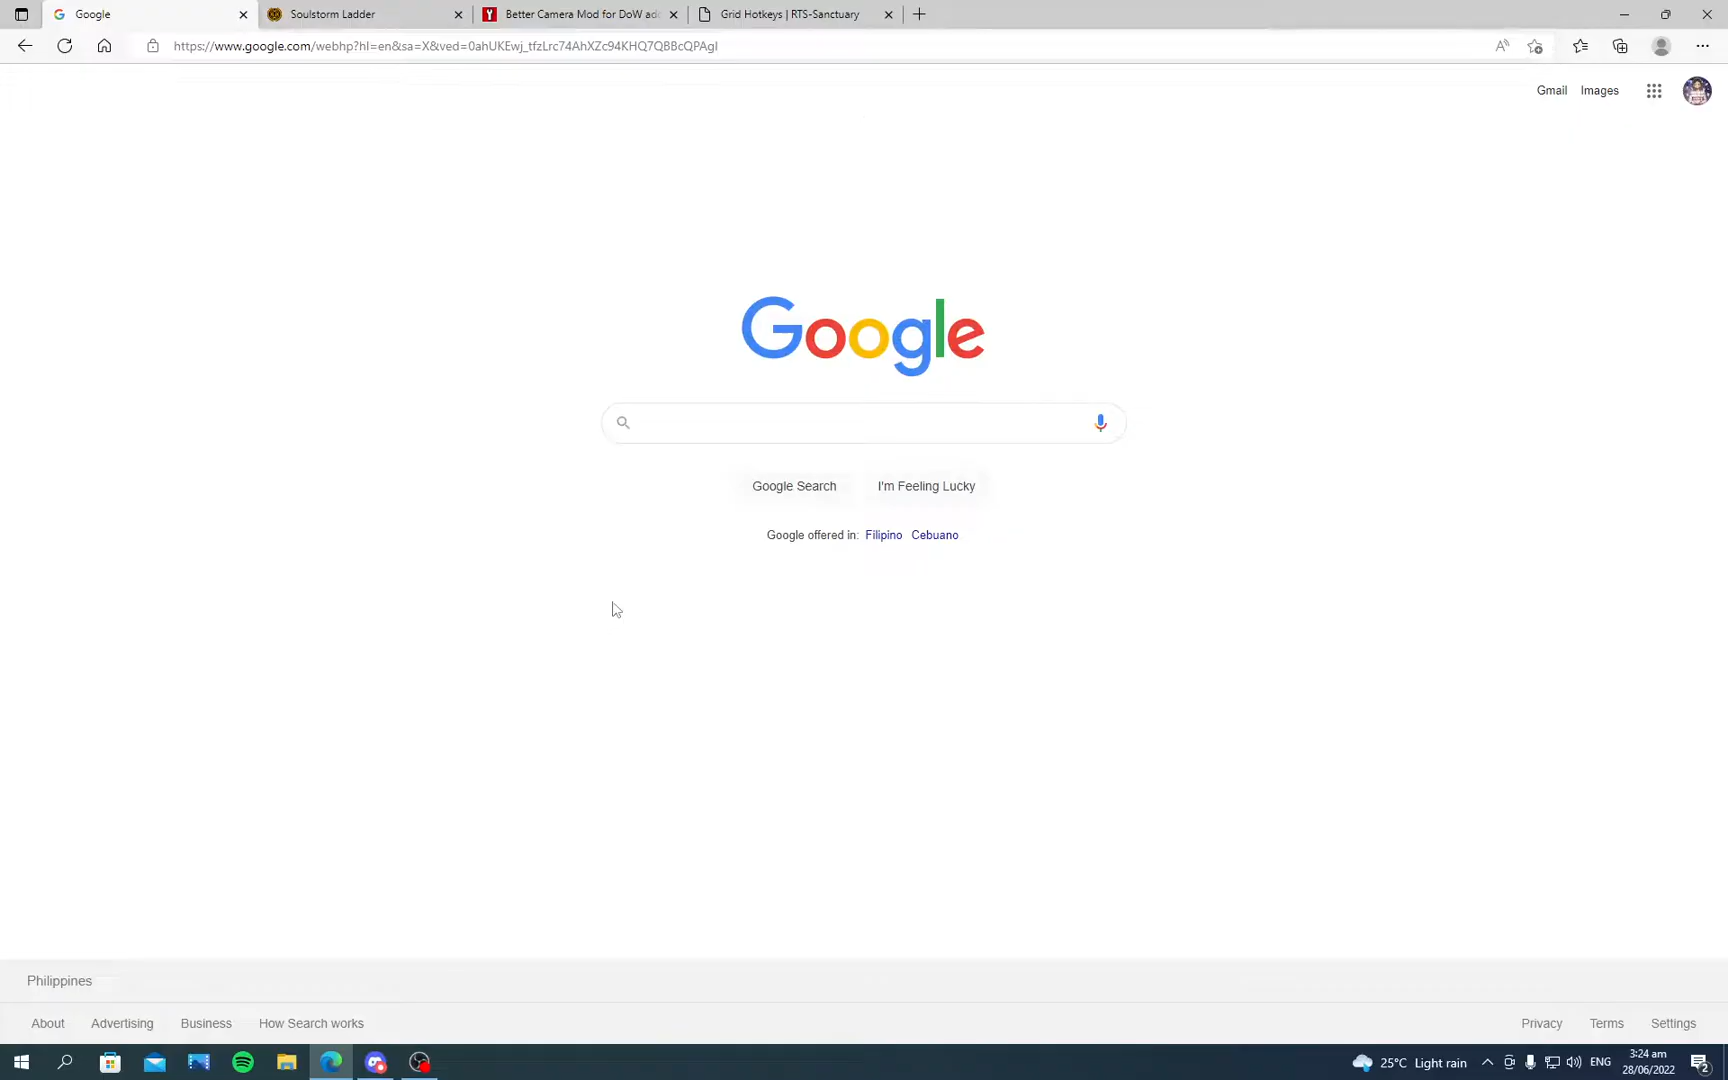 Google
Soulstorm Ladder
Better Camera Mod for DoW add
Grid Hotkeys | RTS-Sanctuary
https://www.google.com/webhp?hl=en&sa=X&ved=0ahUKEwj_tfzLrc74AhXZc94KHQ7QBBcQPAgI
Gmail Images
Google
Google Search I'm Feeling Lucky
Google offered in: Filipino Cebuano
Philippines
About Advertising Business How Search works
Privacy Terms Settings
25°C Light rain
ENG
3:24 am
28/06/2022
2